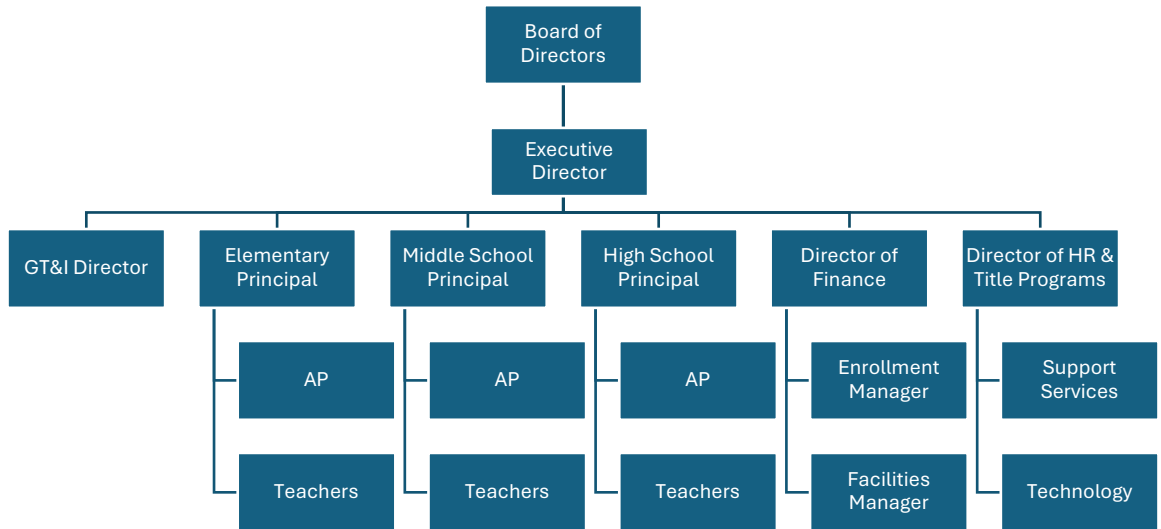 Board of
Directors
Executive
Director
GT&I Director
Elementary
Principal
Middle School
Principal
High School
Principal
Director of
Finance
Director of HR &
Title Programs
AP
AP
AP
Enrollment
Manager
Support
Services
Teachers
Teachers
Teachers
Facilities
Manager
Technology